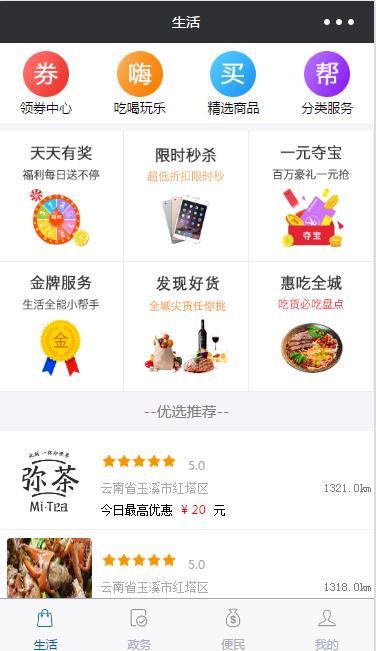 生活
券 嗨 买 帮
领券中心 吃喝玩乐 精选商品 分类服务
天天有奖 限时秒杀 一元夺宝
福利每日送不停 超低折扣限时秒 百万豪礼一元抢
夺宝
金牌服务 发现好货 惠吃全城
生活全能小帮手 全城尖货任你挑 吃货必吃盘点
金
--优选推荐--
弥茶
Mi·Tea
5.0
云南省玉溪市红塔区 1321.0km
今日最高优惠 ¥ 20 元
5.0
云南省玉溪市红塔区 1318.0km
生活 政务 便民 我的